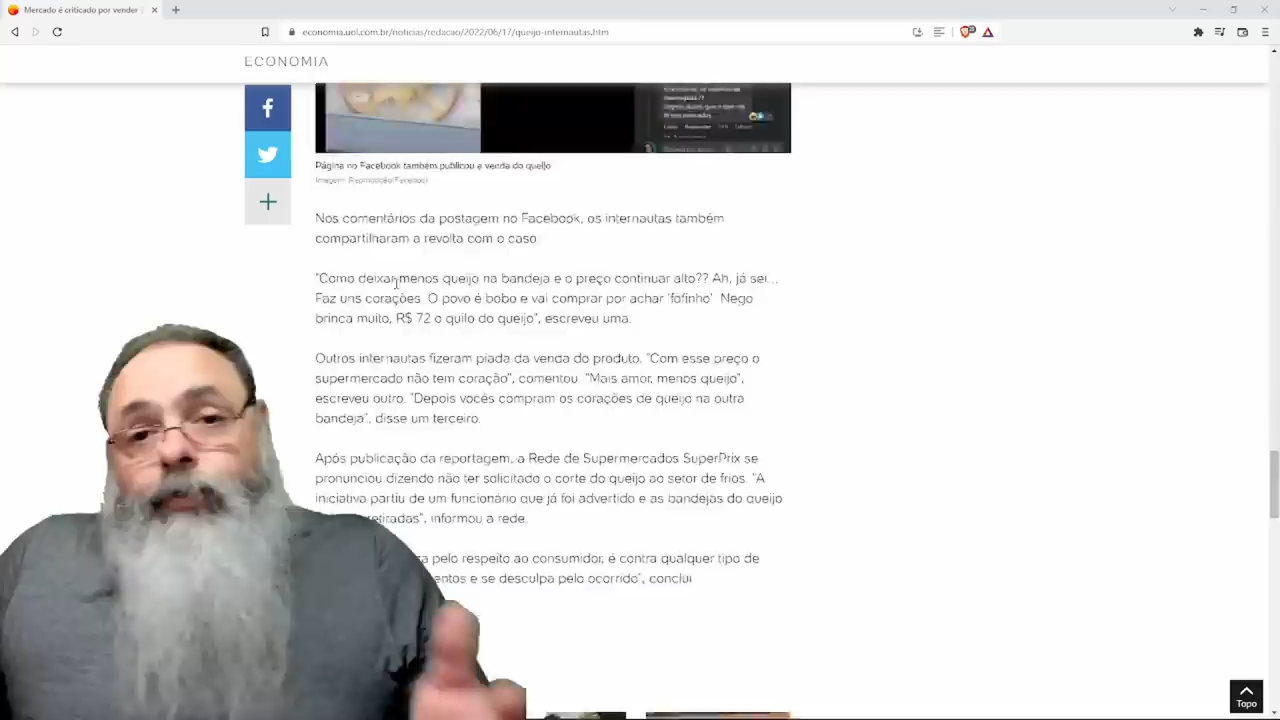 Mercado é criticado por vender
economia.uol.com.br/noticias/redacao/2022/06/17/queijo-internautas.htm
ECONOMIA
Página no Facebook também publicou a venda do queijo
Imagem: Reprodução/Facebook
Nos comentários da postagem no Facebook, os internautas também
compartilharam a revolta com o caso.
"Como deixar menos queijo na bandeja e o preço continuar alto?? Ah, já sei...
Faz uns corações. O povo é bobo e vai comprar por achar 'fofinho'. Nego
brinca muito, R$ 72 o quilo do queijo", escreveu uma.
Outros internautas fizeram piada da venda do produto. "Com esse preço o
supermercado não tem coração", comentou. "Mais amor, menos queijo",
escreveu outro. "Depois vocês compram os corações de queijo na outra
bandeja", disse um terceiro.
Após publicação da reportagem, a Rede de Supermercados SuperPrix se
pronunciou dizendo não ter solicitado o corte do queijo ao setor de frios. "A
iniciativa partiu de um funcionário que já foi advertido e as bandejas do queijo
retiradas", informou a rede.
pelo respeito ao consumidor, é contra qualquer tipo de
e se desculpa pelo ocorrido", conclui
Topo